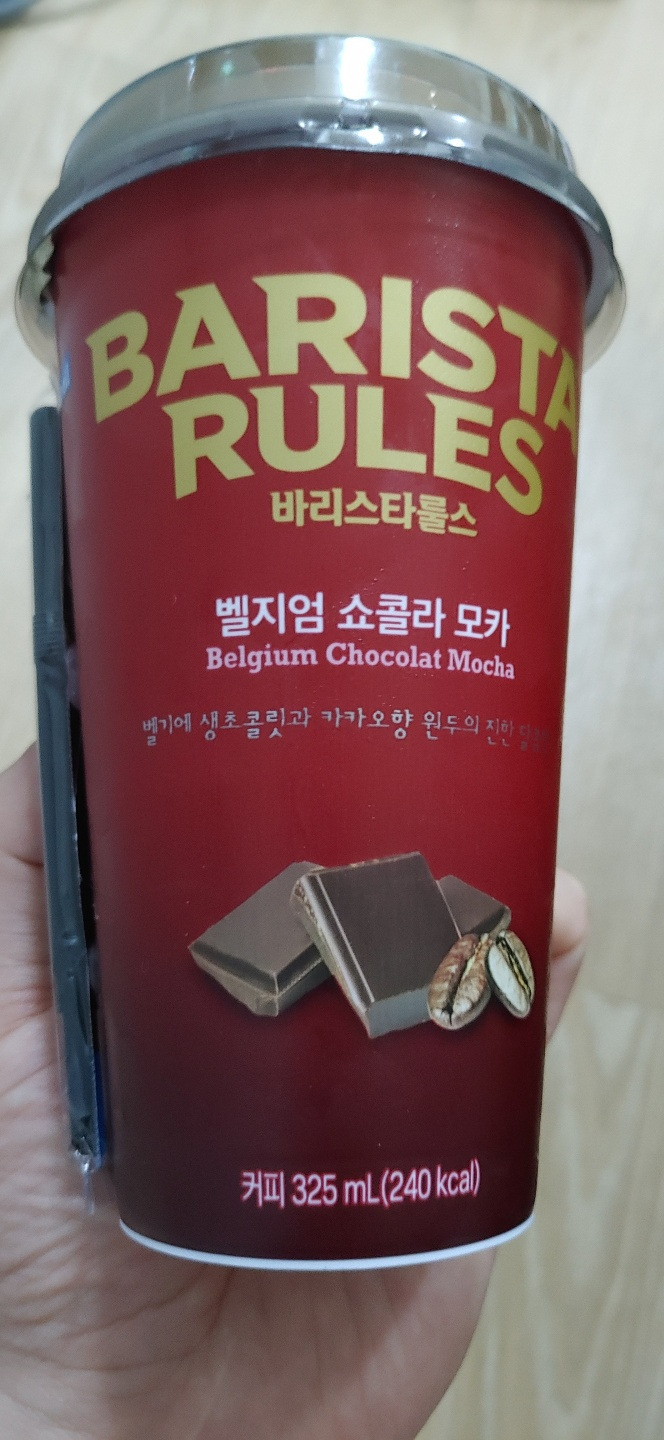 BARISTA
RULES
바리스타룰스
벨지엄 쇼콜라 모카
Belgium Chocolat Mocha
벨기에 생초콜릿과 카카오향 원두의 진한
커피 325 mL(240 kcal)